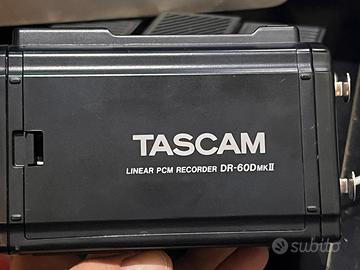 TASCAM
LINEAR PCM RECORDER DR-60DMKII
subito